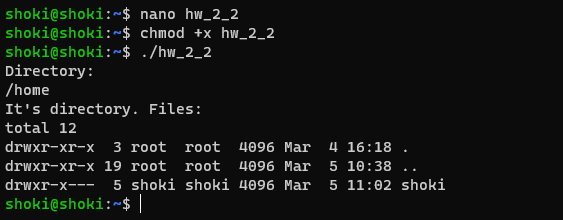 shoki@shoki:~$ nano hw_2_2
shoki@shoki:~$ chmod +x hw_2_2
shoki@shoki:~$ ./hw_2_2
Directory:
/home
It's directory. Files:
total 12
drwxr-xr-x  3 root  root  4096 Mar  4 16:18 .
drwxr-xr-x 19 root  root  4096 Mar  5 10:38 ..
drwxr-x---  5 shoki shoki 4096 Mar  5 11:02 shoki
shoki@shoki:~$